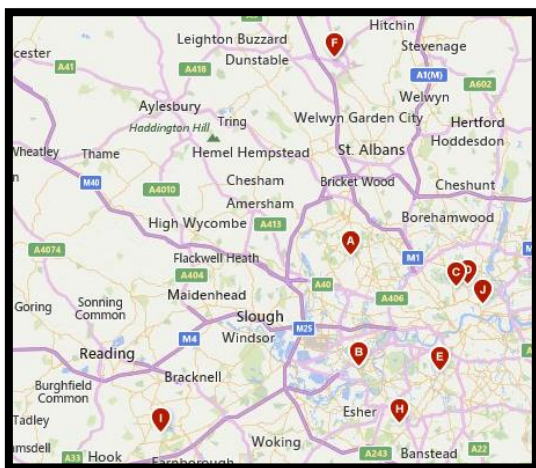 Hitchin
F
Leighton Buzzard
Stevenage
cester
Dunstable
A41
A418
A1(M)
A602
Welwyn
Aylesbury
Tring
Welwyn Garden City
Hertford
Haddington Hill
Hoddesdon
Wheatley
Thame
Hemel Hempstead
St. Albans
M40
A4010
Chesham
Bricket Wood
Cheshunt
Amersham
High Wycombe
A413
Borehamwood
A
A4074
Flackwell Heath
M1
A404
A40
C
D
Maidenhead
A406
J
Goring
Sonning
Common
Slough
M25
M4
Windsor
Reading
B
E
Bracknell
Burghfield
Common
Esher
H
Tadley
I
Woking
msdell
A33
Hook
Farnborough
A243
Banstead
A22